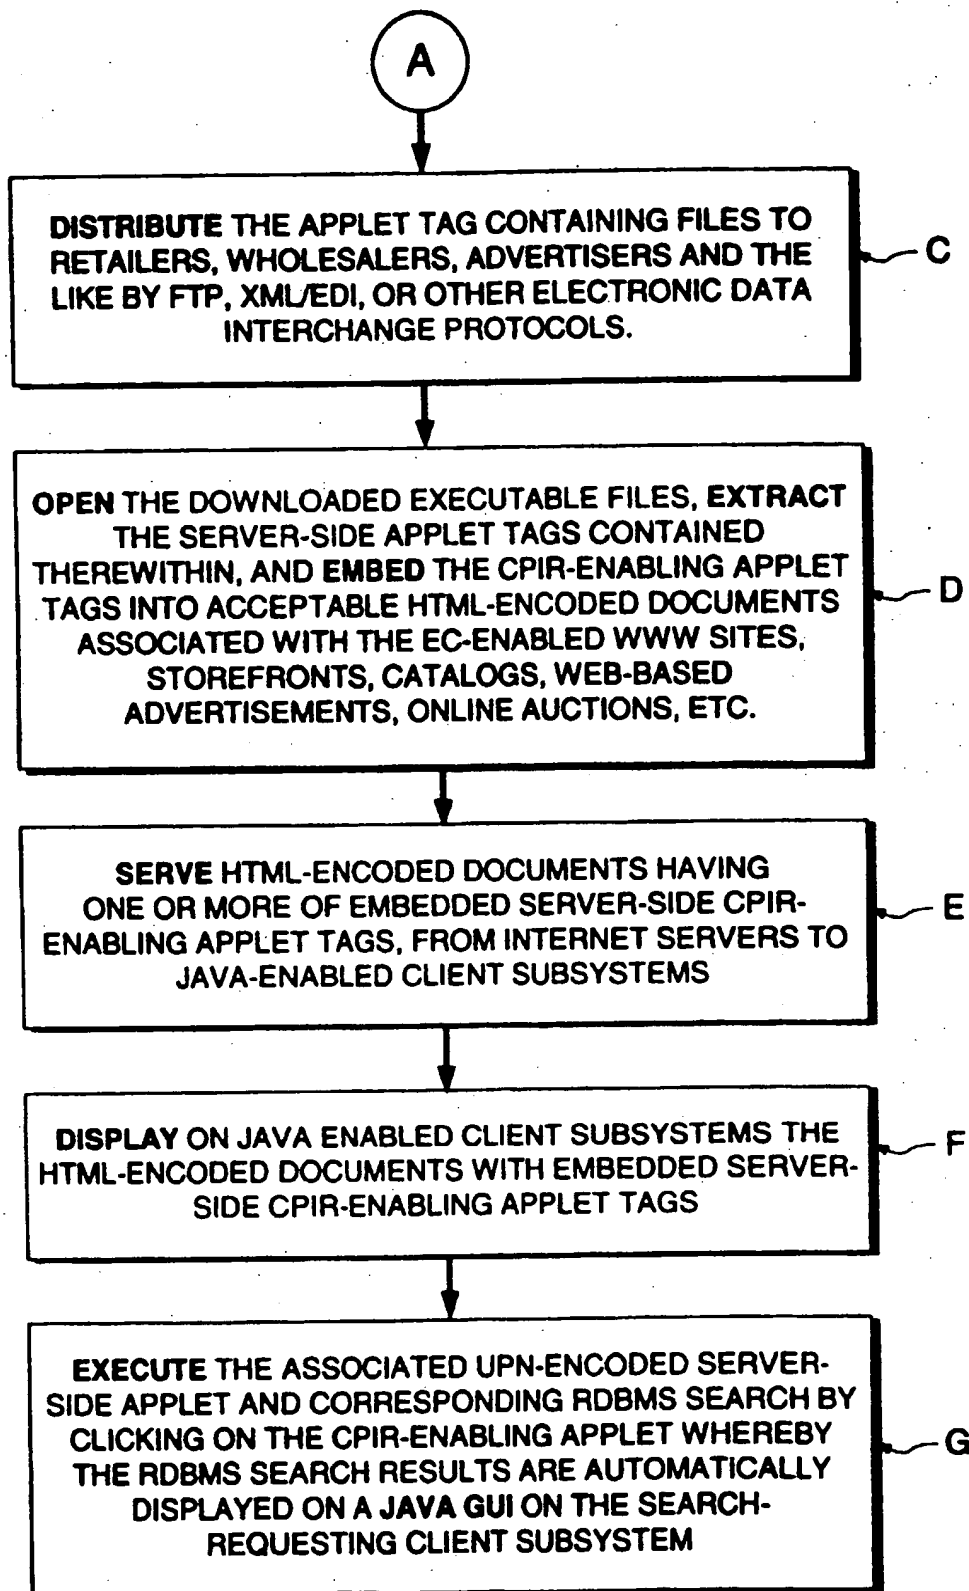 A
DISTRIBUTE THE APPLET TAG CONTAINING FILES TO
RETAILERS, WHOLESALERS, ADVERTISERS AND THE
LIKE BY FTP, XML/EDI, OR OTHER ELECTRONIC DATA
INTERCHANGE PROTOCOLS.
C
OPEN THE DOWNLOADED EXECUTABLE FILES, EXTRACT
THE SERVER-SIDE APPLET TAGS CONTAINED
THEREWITHIN, AND EMBED THE CPIR-ENABLING APPLET
TAGS INTO ACCEPTABLE HTML-ENCODED DOCUMENTS
ASSOCIATED WITH THE EC-ENABLED WWW SITES,
STOREFRONTS, CATALOGS, WEB-BASED
ADVERTISEMENTS, ONLINE AUCTIONS, ETC.
D
SERVE HTML-ENCODED DOCUMENTS HAVING
ONE OR MORE OF EMBEDDED SERVER-SIDE CPIR-
ENABLING APPLET TAGS, FROM INTERNET SERVERS TO
JAVA-ENABLED CLIENT SUBSYSTEMS
E
DISPLAY ON JAVA ENABLED CLIENT SUBSYSTEMS THE
HTML-ENCODED DOCUMENTS WITH EMBEDDED SERVER-
SIDE CPIR-ENABLING APPLET TAGS
F
EXECUTE THE ASSOCIATED UPN-ENCODED SERVER-
SIDE APPLET AND CORRESPONDING RDBMS SEARCH BY
CLICKING ON THE CPIR-ENABLING APPLET WHEREBY
THE RDBMS SEARCH RESULTS ARE AUTOMATICALLY
DISPLAYED ON A JAVA GUI ON THE SEARCH-
REQUESTING CLIENT SUBSYSTEM
G